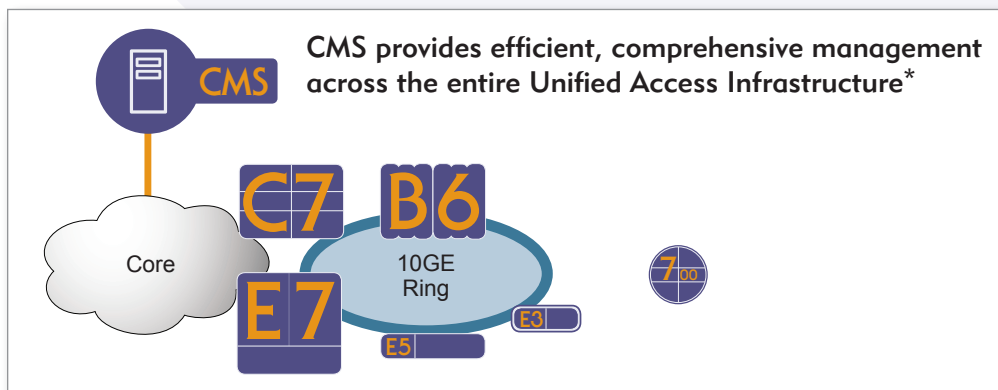 CMS provides efficient, comprehensive management
across the entire Unified Access Infrastructure*
CMS
C7
B6
Core
10GE
Ring
700
E7
E3
E5